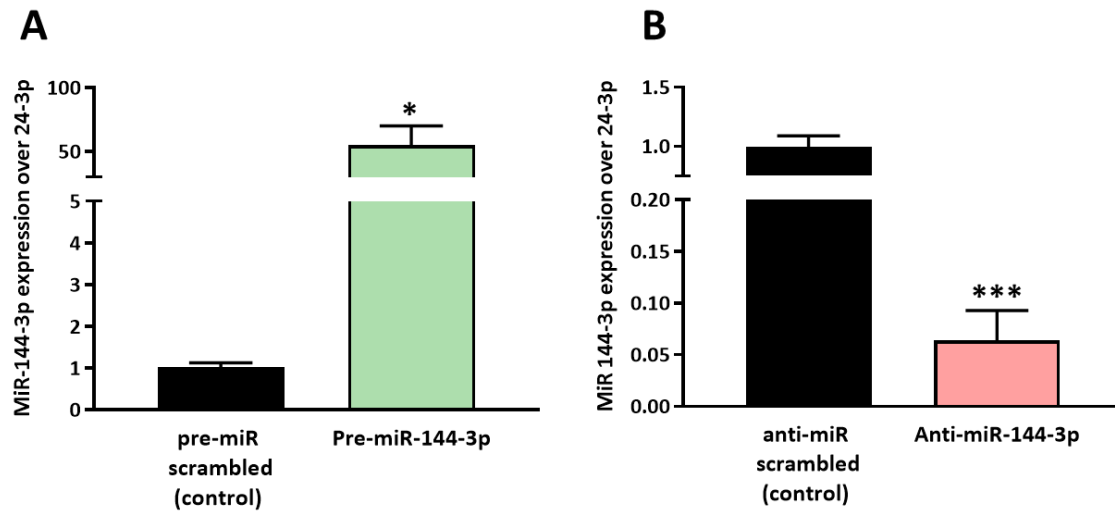 A
MiR-144-3p expression over 24-3p
100
50
5
4
3
2
1
0
*
pre-miR
scrambled
(control)
Pre-miR-144-3p
B
MiR 144-3p expression over 24-3p
1.5
1.0
0.20
0.15
0.10
0.05
0.00
***
anti-miR
scrambled
(control)
Anti-miR-144-3p